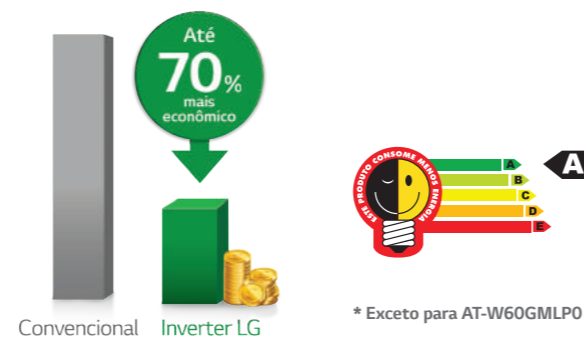 Até
70%
mais
econômico
Convencional
Inverter LG
ESTE PRODUTO CONSOME MENOS ENERGIA
A
B
C
D
E
A
* Exceto para AT-W60GMLP0